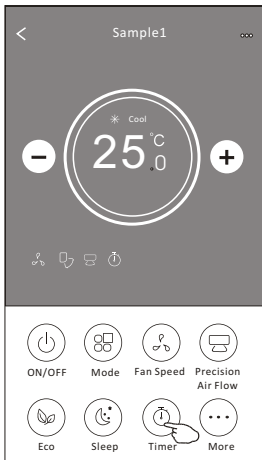 Sample1
Cool
25.0°C
ON/OFF
Mode
Fan Speed
Precision
Air Flow
Eco
Sleep
Timer
More